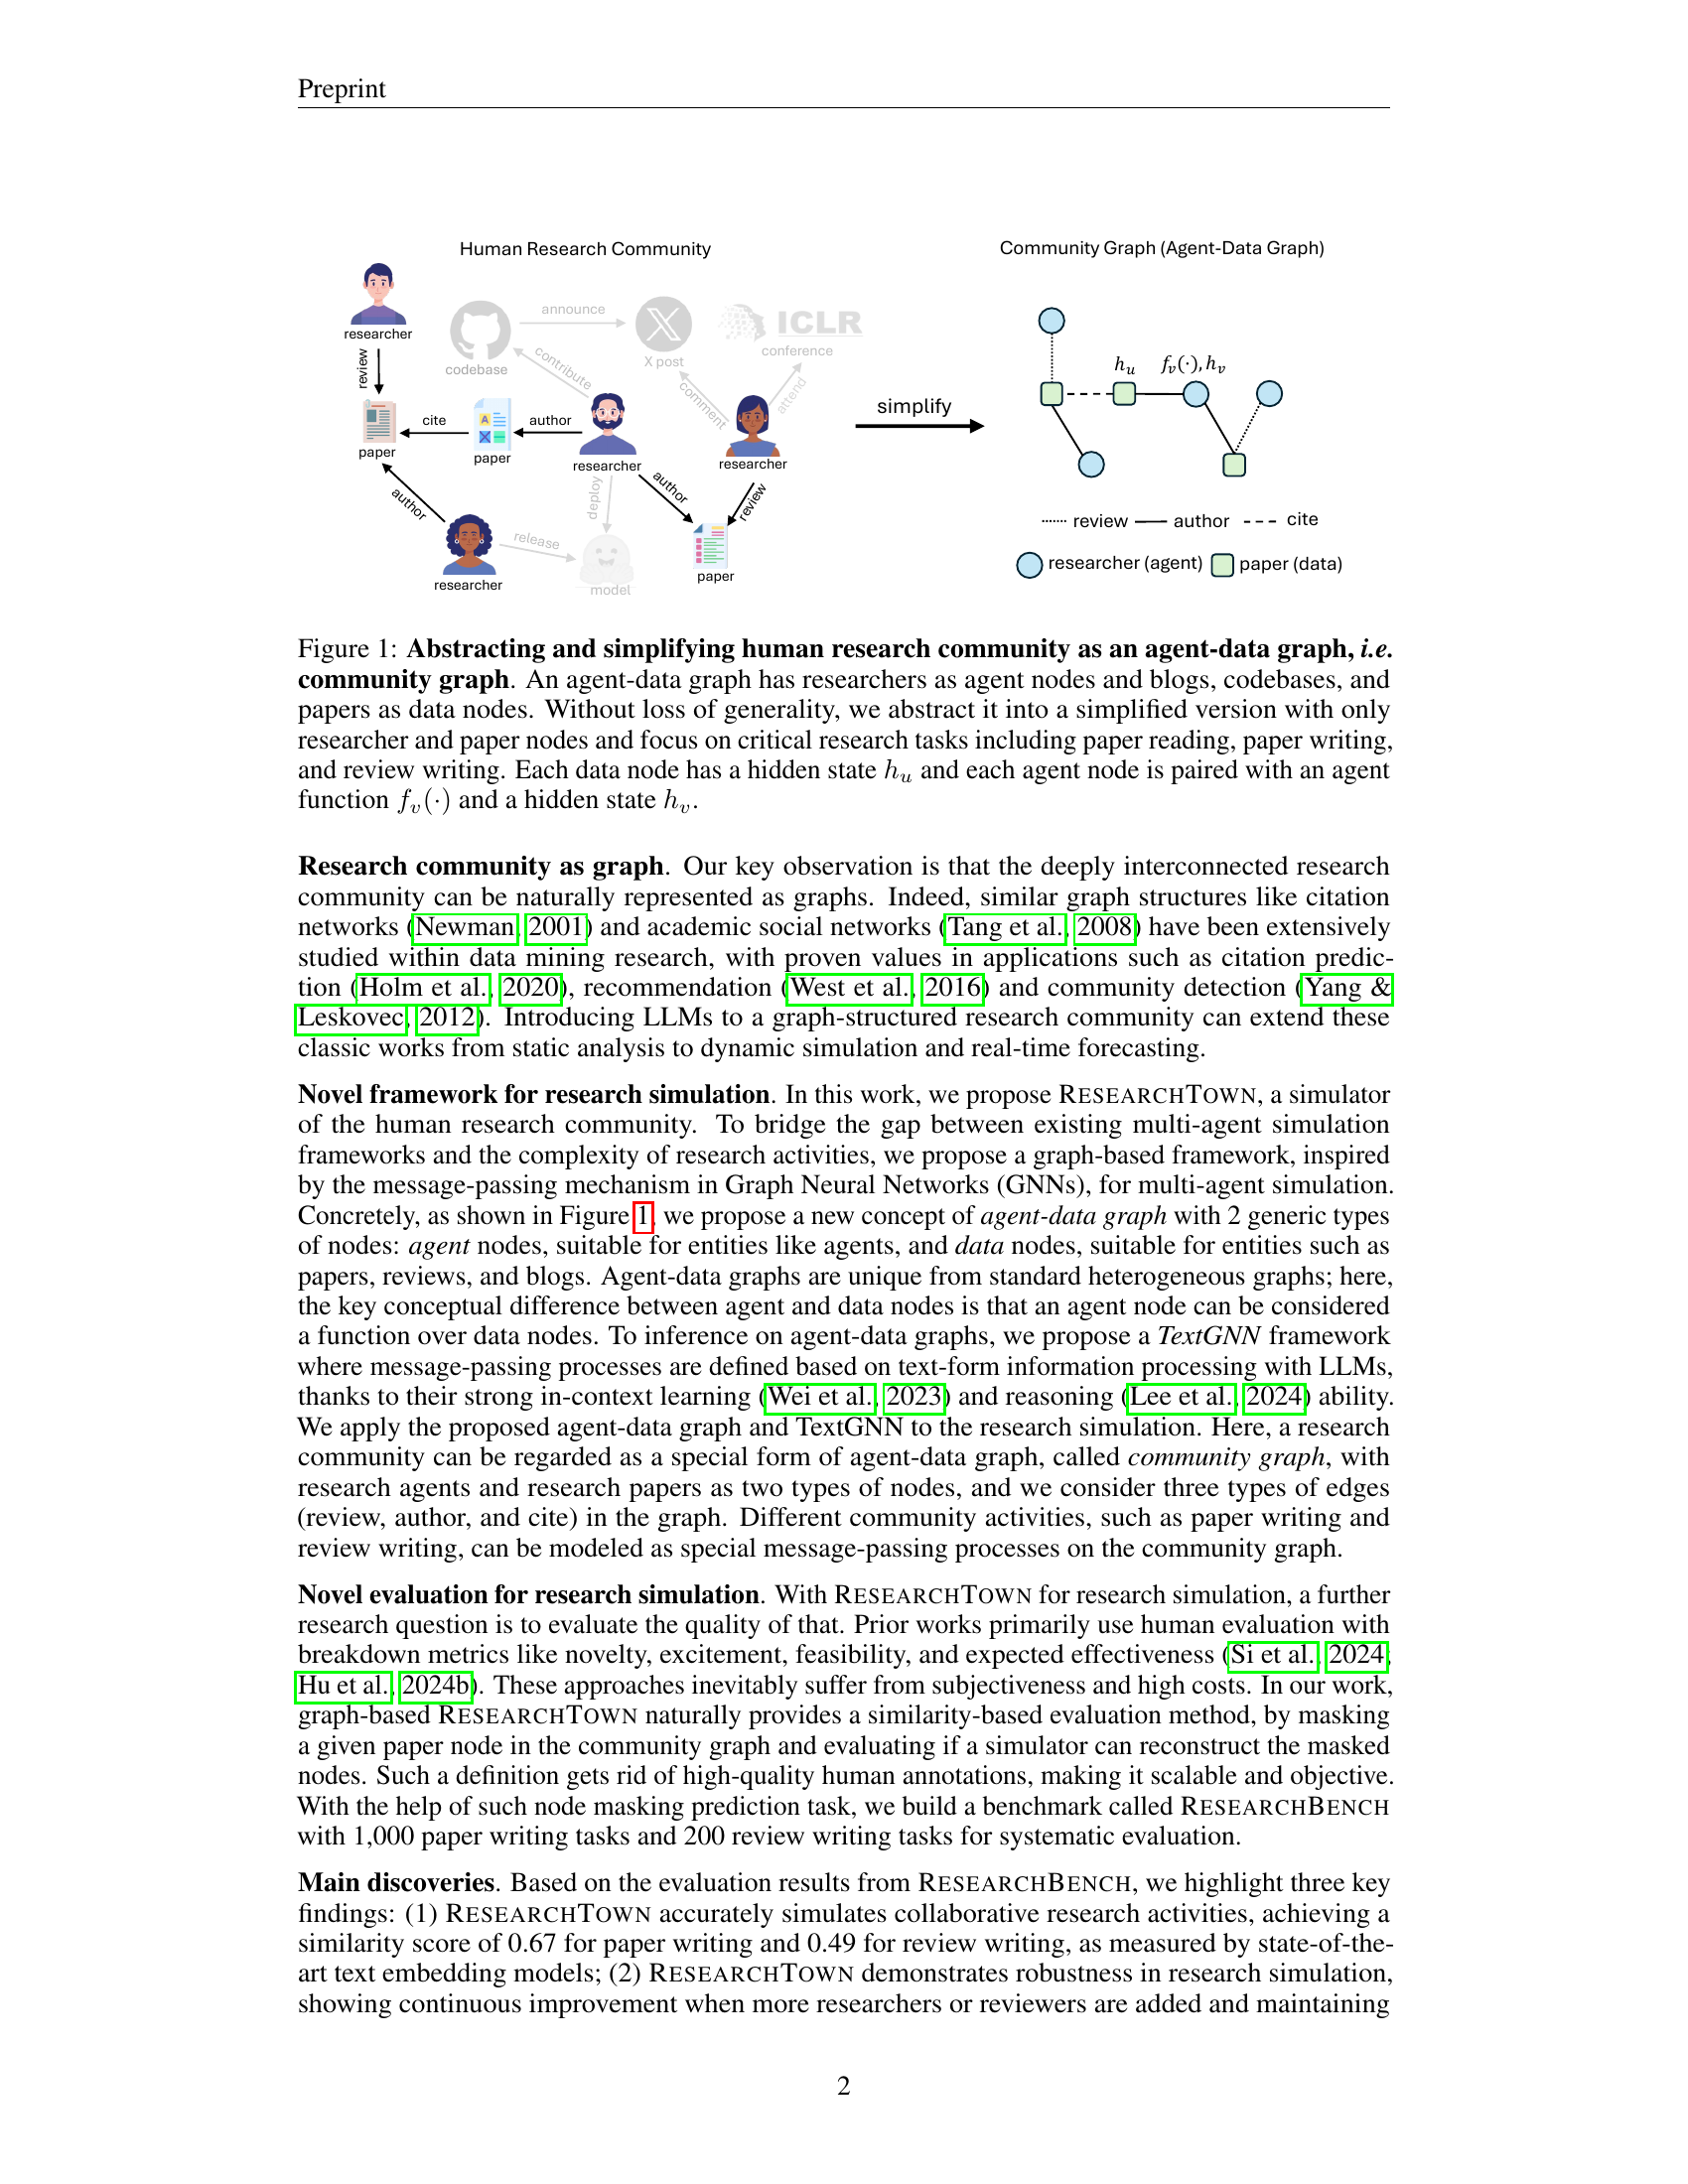 Preprint
Human Research Community
Community Graph (Agent-Data Graph)
researcher
codebase
announce
X post
ICLR
conference
review
contribute
comment
attend
paper
cite
paper
author
researcher
researcher
author
researcher
release
deploy
model
author
review
paper
simplify
h_u
f_v(·), h_v
review
author
cite
researcher (agent)
paper (data)
Figure 1: Abstracting and simplifying human research community as an agent-data graph, i.e.
community graph. An agent-data graph has researchers as agent nodes and blogs, codebases, and
papers as data nodes. Without loss of generality, we abstract it into a simplified version with only
researcher and paper nodes and focus on critical research tasks including paper reading, paper writing,
and review writing. Each data node has a hidden state h_u and each agent node is paired with an agent
function f_v(·) and a hidden state h_v.
Research community as graph. Our key observation is that the deeply interconnected research
community can be naturally represented as graphs. Indeed, similar graph structures like citation
networks (Newman, 2001) and academic social networks (Tang et al., 2008) have been extensively
studied within data mining research, with proven values in applications such as citation predic-
tion (Holm et al., 2020), recommendation (West et al., 2016) and community detection (Yang &
Leskovec, 2012). Introducing LLMs to a graph-structured research community can extend these
classic works from static analysis to dynamic simulation and real-time forecasting.
Novel framework for research simulation. In this work, we propose RESEARCHTOWN, a simulator
of the human research community. To bridge the gap between existing multi-agent simulation
frameworks and the complexity of research activities, we propose a graph-based framework, inspired
by the message-passing mechanism in Graph Neural Networks (GNNs), for multi-agent simulation.
Concretely, as shown in Figure 1, we propose a new concept of agent-data graph with 2 generic types
of nodes: agent nodes, suitable for entities like agents, and data nodes, suitable for entities such as
papers, reviews, and blogs. Agent-data graphs are unique from standard heterogeneous graphs; here,
the key conceptual difference between agent and data nodes is that an agent node can be considered
a function over data nodes. To inference on agent-data graphs, we propose a TextGNN framework
where message-passing processes are defined based on text-form information processing with LLMs,
thanks to their strong in-context learning (Wei et al., 2023) and reasoning (Lee et al., 2024) ability.
We apply the proposed agent-data graph and TextGNN to the research simulation. Here, a research
community can be regarded as a special form of agent-data graph, called community graph, with
research agents and research papers as two types of nodes, and we consider three types of edges
(review, author, and cite) in the graph. Different community activities, such as paper writing and
review writing, can be modeled as special message-passing processes on the community graph.
Novel evaluation for research simulation. With RESEARCHTOWN for research simulation, a further
research question is to evaluate the quality of that. Prior works primarily use human evaluation with
breakdown metrics like novelty, excitement, feasibility, and expected effectiveness (Si et al., 2024;
Hu et al., 2024b). These approaches inevitably suffer from subjectiveness and high costs. In our work,
graph-based RESEARCHTOWN naturally provides a similarity-based evaluation method, by masking
a given paper node in the community graph and evaluating if a simulator can reconstruct the masked
nodes. Such a definition gets rid of high-quality human annotations, making it scalable and objective.
With the help of such node masking prediction task, we build a benchmark called RESEARCHBENCH
with 1,000 paper writing tasks and 200 review writing tasks for systematic evaluation.
Main discoveries. Based on the evaluation results from RESEARCHBENCH, we highlight three key
findings: (1) RESEARCHTOWN accurately simulates collaborative research activities, achieving a
similarity score of 0.67 for paper writing and 0.49 for review writing, as measured by state-of-the-
art text embedding models; (2) RESEARCHTOWN demonstrates robustness in research simulation,
showing continuous improvement when more researchers or reviewers are added and maintaining
2